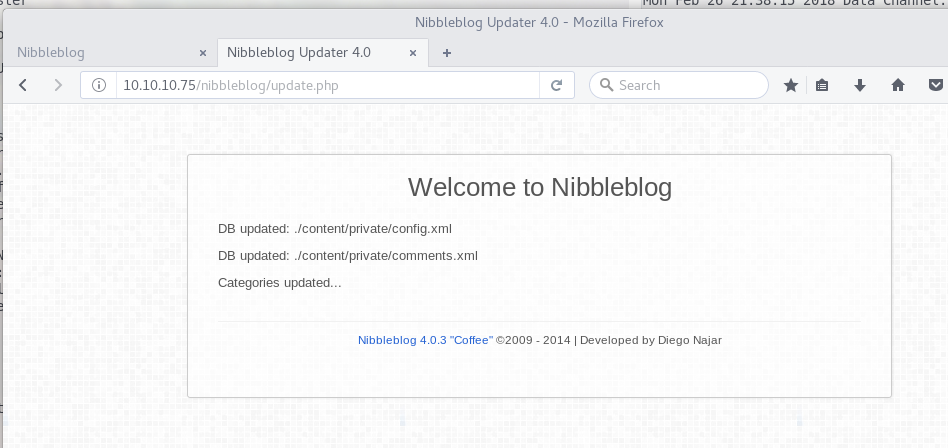 Mon Feb 26 21:38:15 2018 Data Channel:
Nibbleblog Updater 4.0 - Mozilla Firefox
Nibbleblog × Nibbleblog Updater 4.0 × +
10.10.10.75/nibbleblog/update.php Search
Welcome to Nibbleblog
DB updated: ./content/private/config.xml
DB updated: ./content/private/comments.xml
Categories updated...
Nibbleblog 4.0.3 "Coffee" ©2009 - 2014 | Developed by Diego Najar